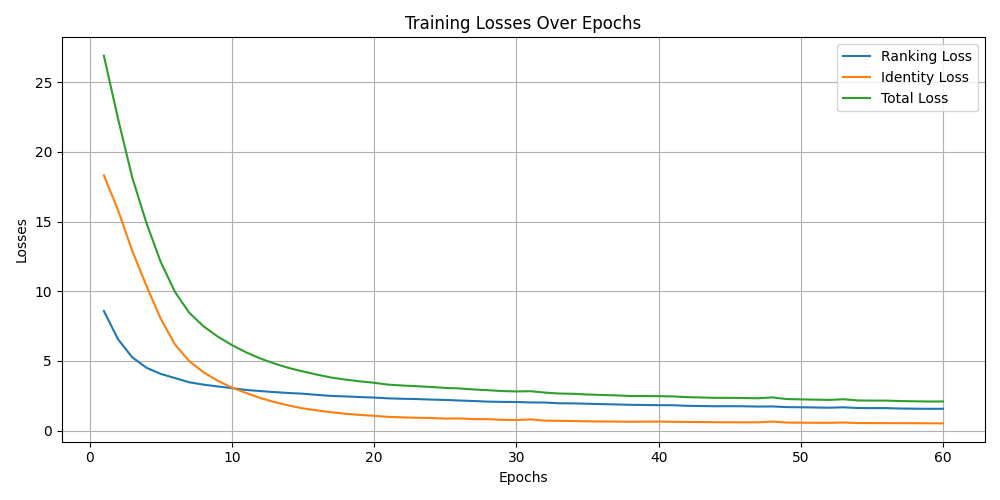 Training Losses Over Epochs
Ranking Loss
Identity Loss
Total Loss
Losses
25
20
15
10
5
0
0 10 20 30 40 50 60
Epochs